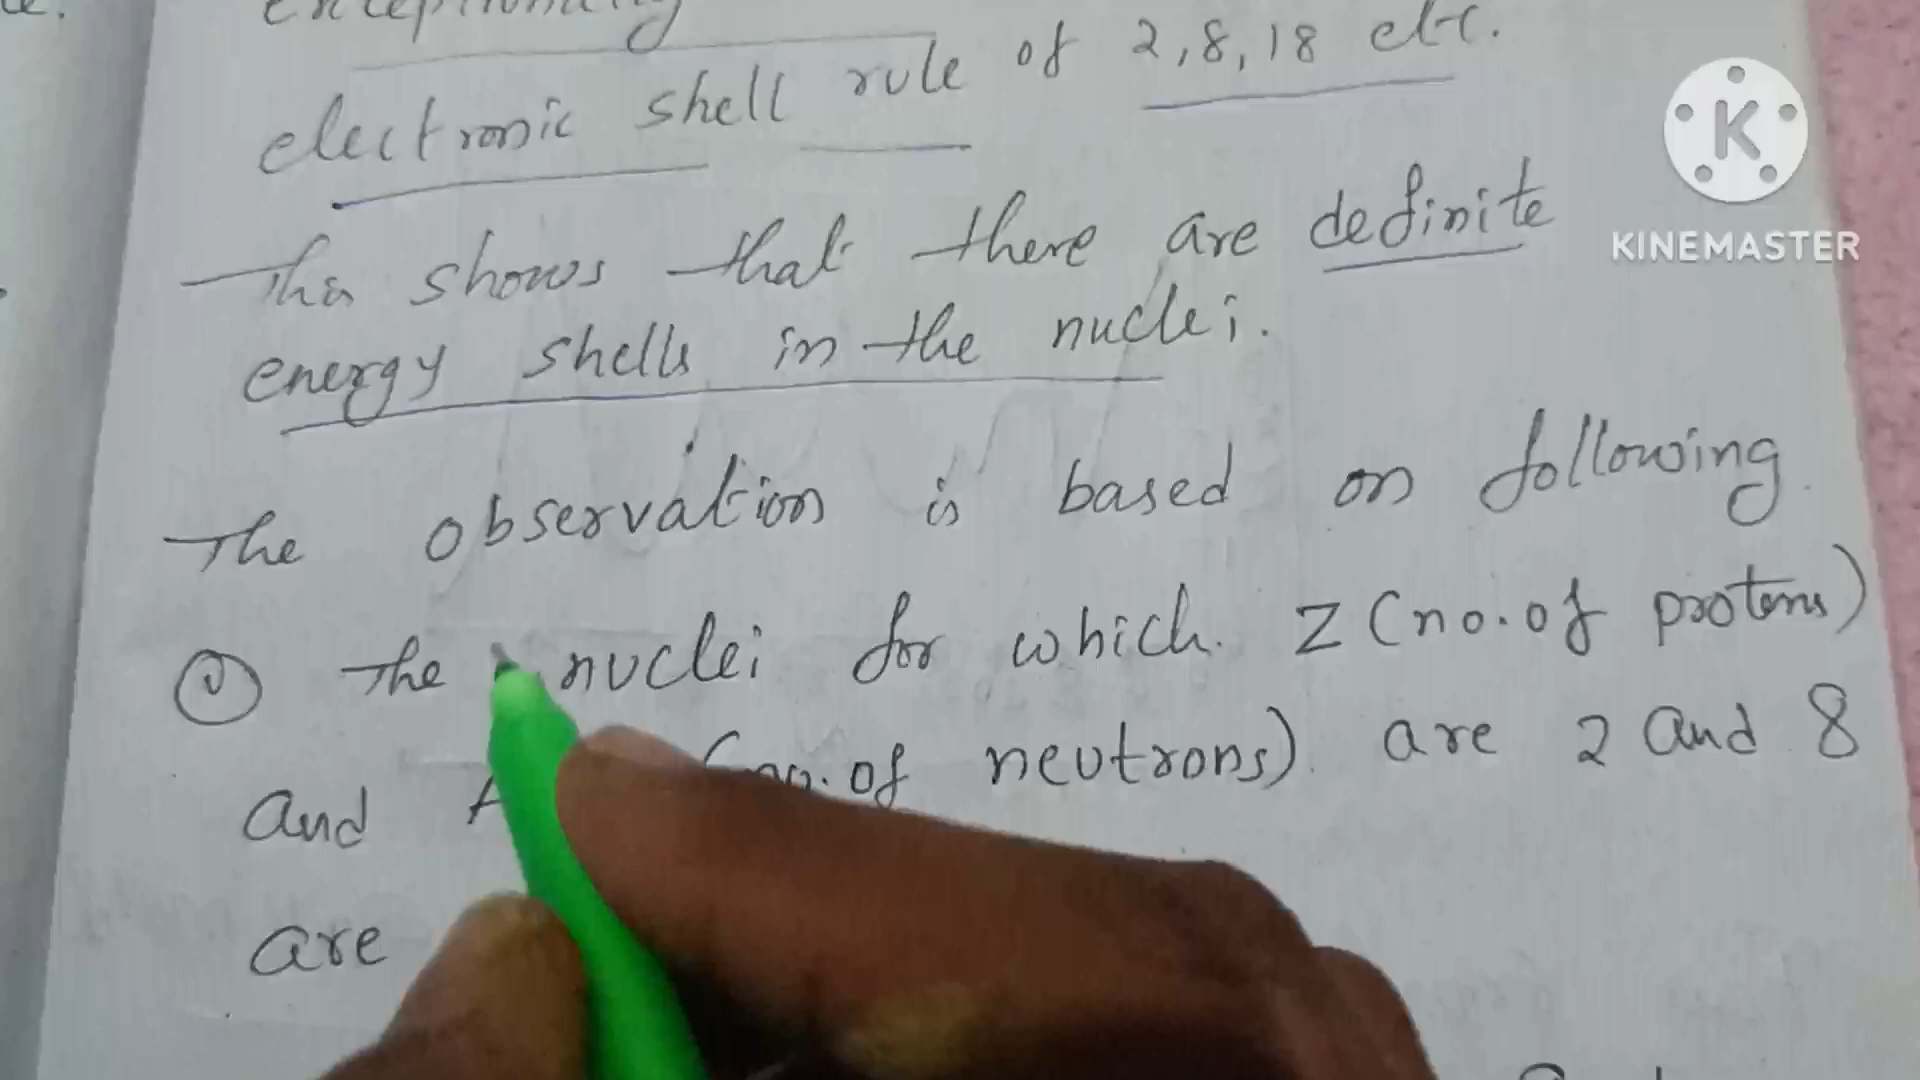 electronic shell rule of 2,8,18 etc.
This shows that there are definite
energy shells in the nuclei.
The observation is based on following
The nuclei for which Z (no. of protons)
and (no. of neutrons) are 2 and 8
are
K
KINEMASTER